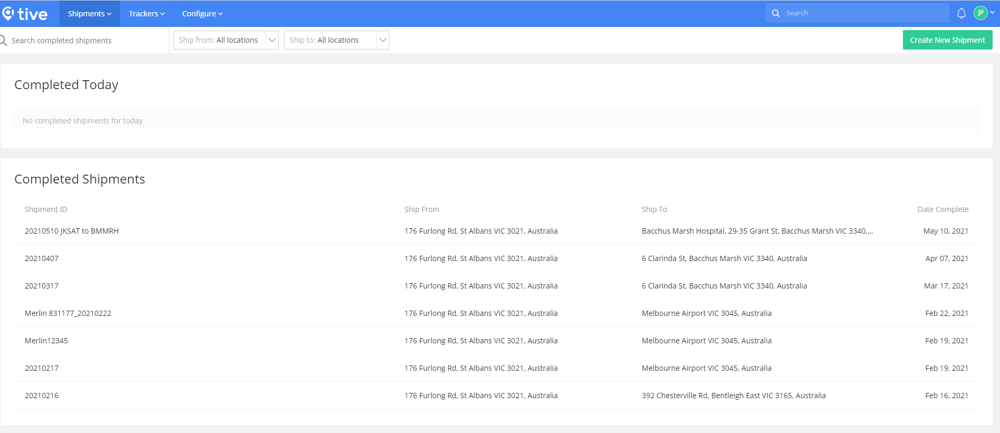 tive Shipments Trackers Configure Search JP
Search completed shipments Ship from: All locations Ship to: All locations Create New Shipment
Completed Today
No completed shipments for today
Completed Shipments
Shipment ID Ship From Ship To Date Complete
20210510 JKSAT to BMMRH 176 Furlong Rd, St Albans VIC 3021, Australia Bacchus Marsh Hospital, 29-35 Grant St, Bacchus Marsh VIC 3340,... May 10, 2021
20210407 176 Furlong Rd, St Albans VIC 3021, Australia 6 Clarinda St, Bacchus Marsh VIC 3340, Australia Apr 07, 2021
20210317 176 Furlong Rd, St Albans VIC 3021, Australia 6 Clarinda St, Bacchus Marsh VIC 3340, Australia Mar 17, 2021
Merlin 831177_20210222 176 Furlong Rd, St Albans VIC 3021, Australia Melbourne Airport VIC 3045, Australia Feb 22, 2021
Merlin12345 176 Furlong Rd, St Albans VIC 3021, Australia Melbourne Airport VIC 3045, Australia Feb 19, 2021
20210217 176 Furlong Rd, St Albans VIC 3021, Australia Melbourne Airport VIC 3045, Australia Feb 19, 2021
20210216 176 Furlong Rd, St Albans VIC 3021, Australia 392 Chesterville Rd, Bentleigh East VIC 3165, Australia Feb 16, 2021